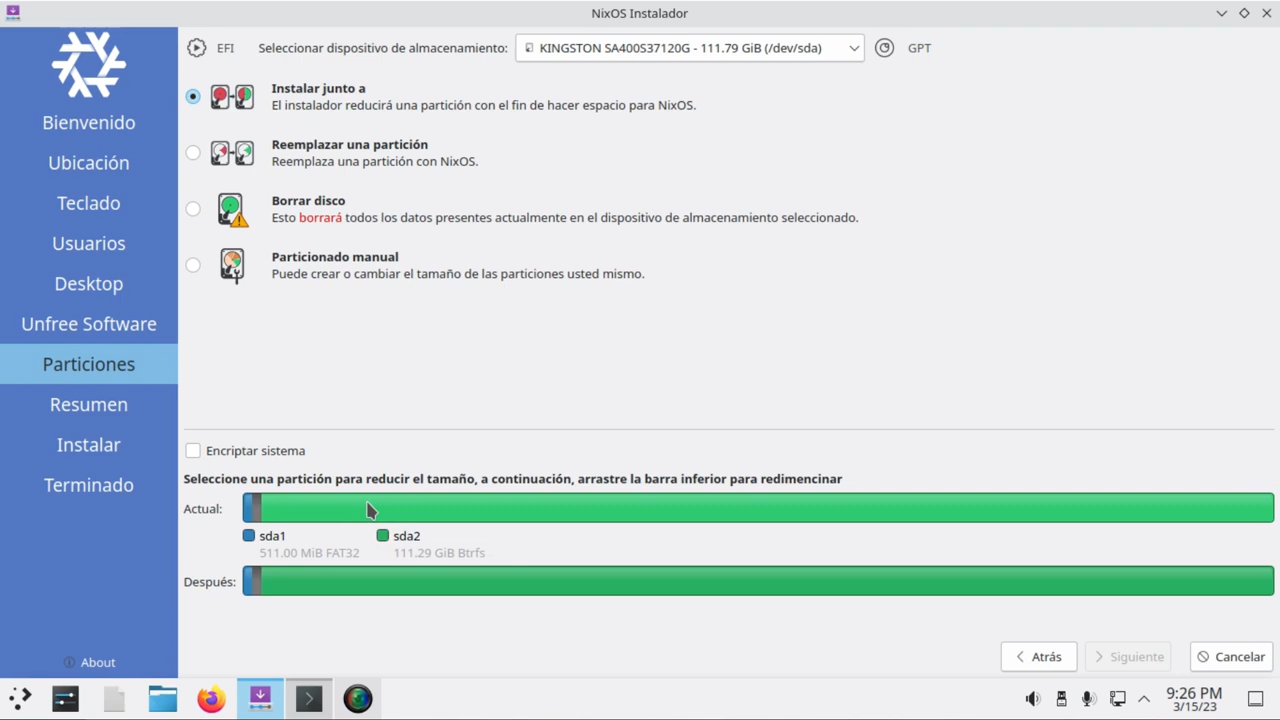 NixOS Instalador
EFI
Seleccionar dispositivo de almacenamiento:
KINGSTON SA400S37120G - 111.79 GiB (/dev/sda)
GPT
Bienvenido
Ubicación
Teclado
Usuarios
Desktop
Unfree Software
Particiones
Resumen
Instalar
Terminado
About
Instalar junto a
El instalador reducirá una partición con el fin de hacer espacio para NixOS.
Reemplazar una partición
Reemplaza una partición con NixOS.
Borrar disco
Esto borrará todos los datos presentes actualmente en el dispositivo de almacenamiento seleccionado.
Particionado manual
Puede crear o cambiar el tamaño de las particiones usted mismo.
Encriptar sistema
Seleccione una partición para reducir el tamaño, a continuación, arrastre la barra inferior para redimencinar
Actual:
sda1
511.00 MiB FAT32
sda2
111.29 GiB Btrfs
Después:
Atrás
Siguiente
Cancelar
9:26 PM
3/15/23